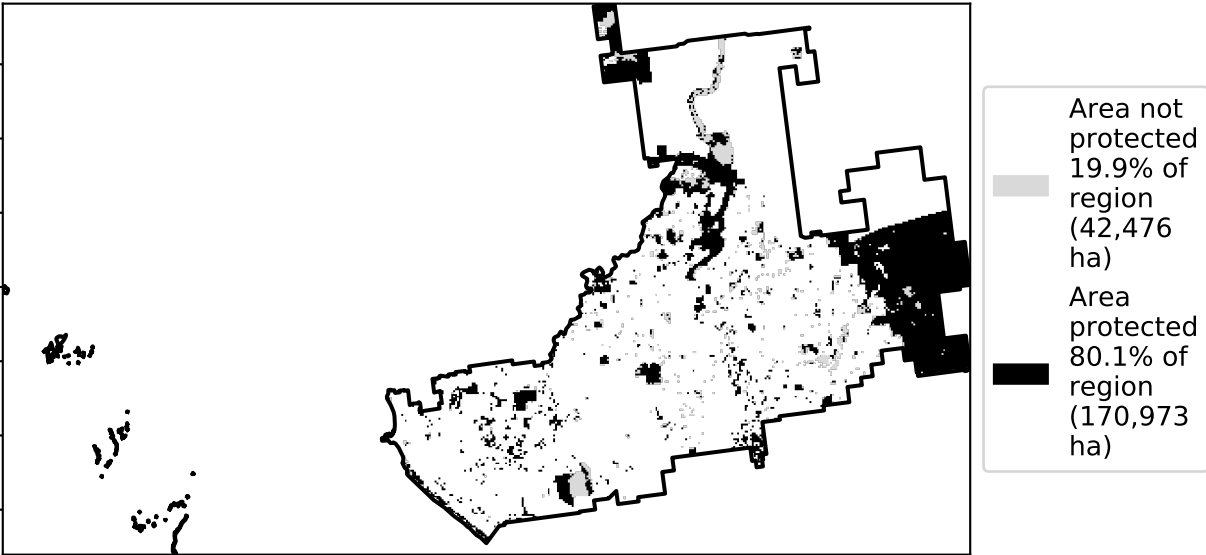 Area not
protected
19.9% of
region
(42,476
ha)
Area
protected
80.1% of
region
(170,973
ha)